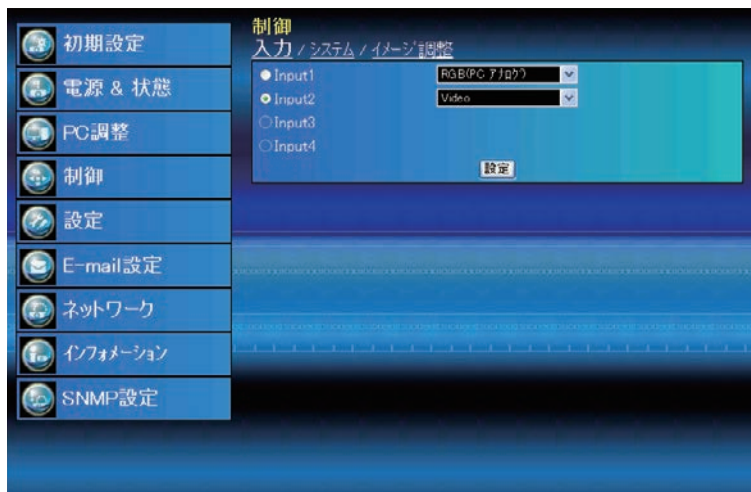 初期設定
電源 & 状態
PC調整
制御
設定
E-mail設定
ネットワーク
インフォメーション
SNMP設定
制御
入力 / システム / イメージ調整
Input1 RGB(PC アナログ)
Input2 Video
Input3
Input4
設定